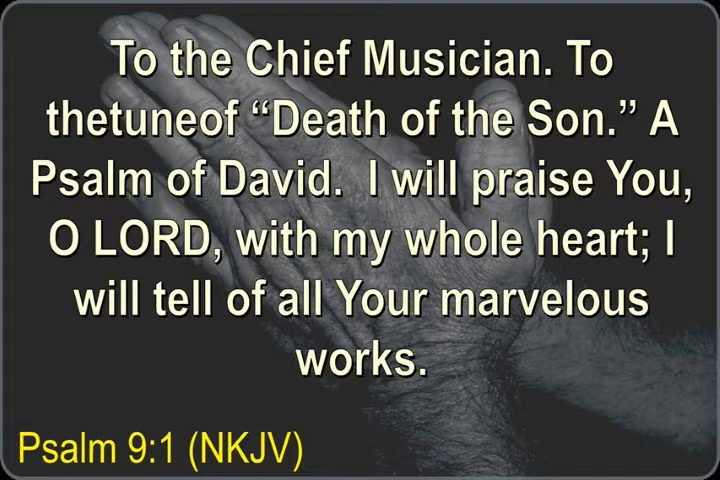 To the Chief Musician. To
thetuneof “Death of the Son.” A
Psalm of David.  I will praise You,
O LORD, with my whole heart; I
will tell of all Your marvelous
works.
Psalm 9:1 (NKJV)